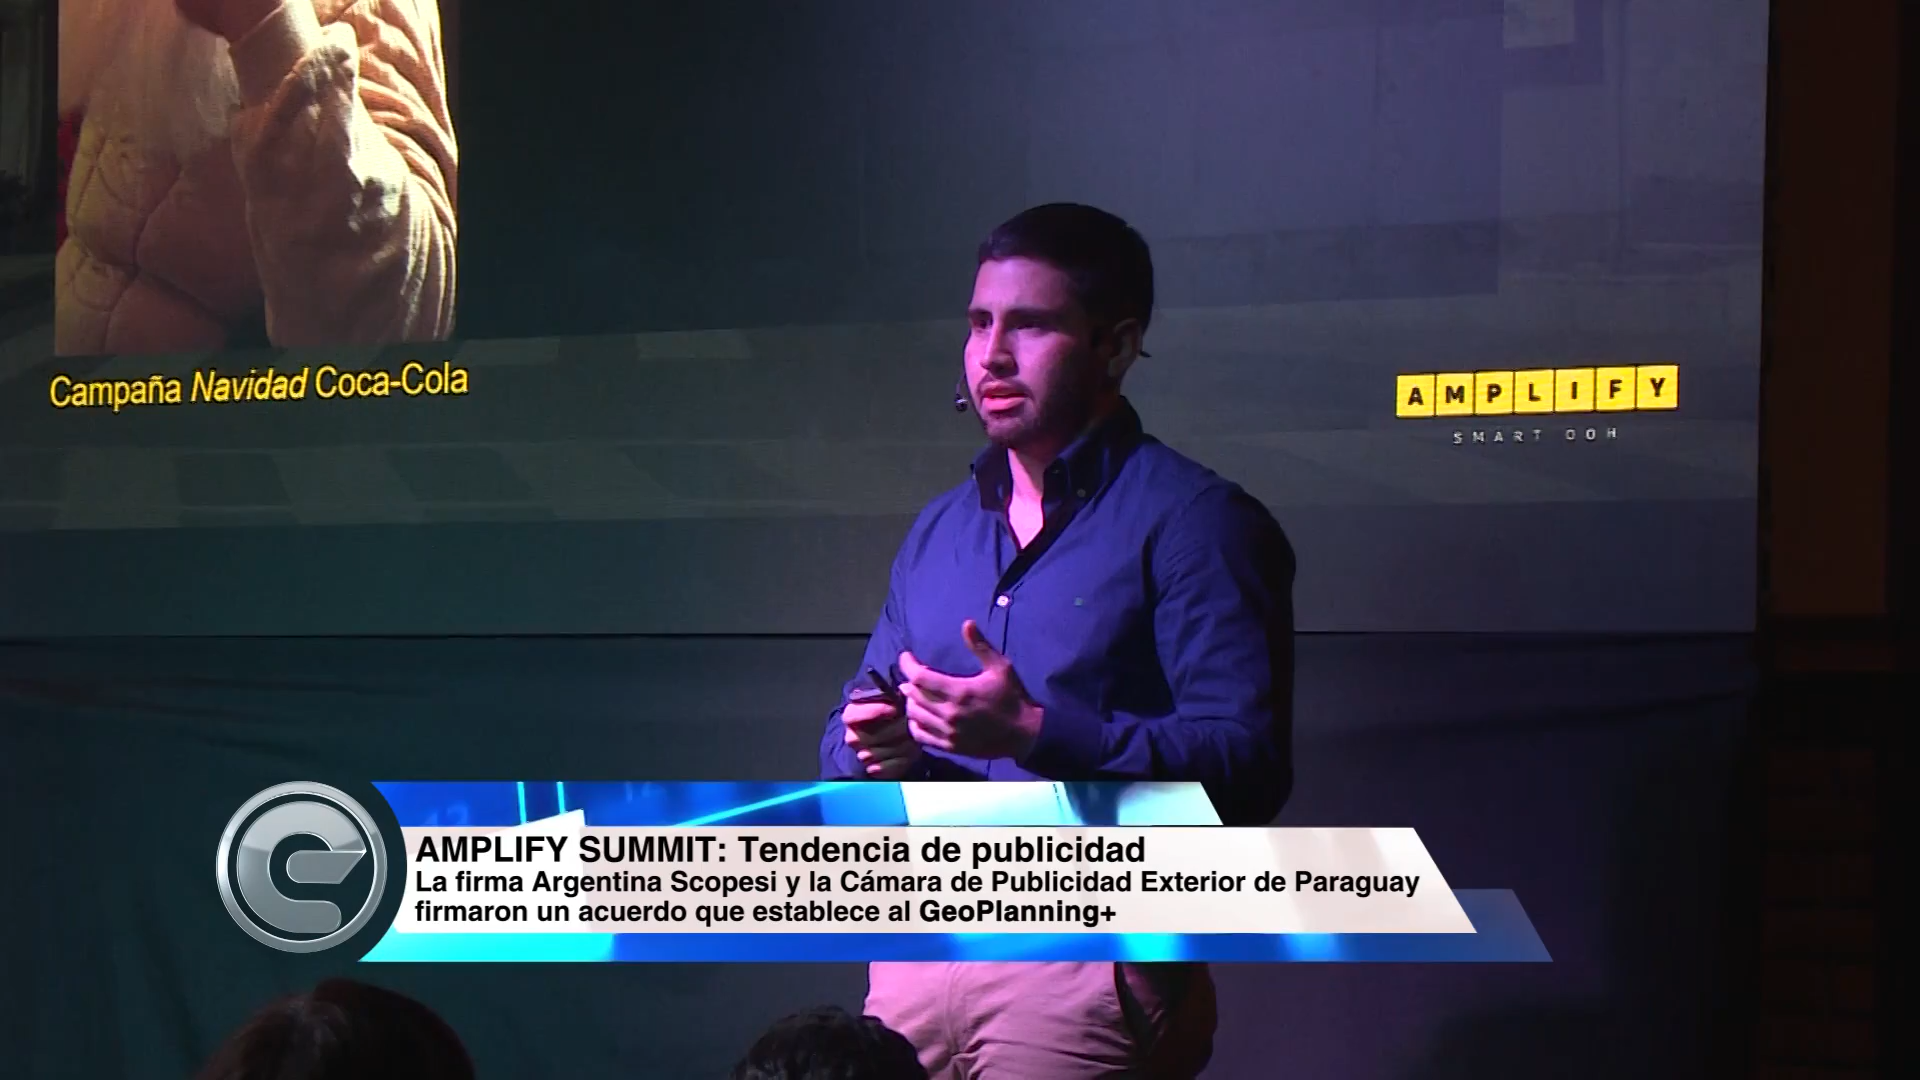 Campaña Navidad Coca-Cola
AMPLIFY
SMART OOH
AMPLIFY SUMMIT: Tendencia de publicidad
La firma Argentina Scopesi y la Cámara de Publicidad Exterior de Paraguay
firmaron un acuerdo que establece al GeoPlanning+